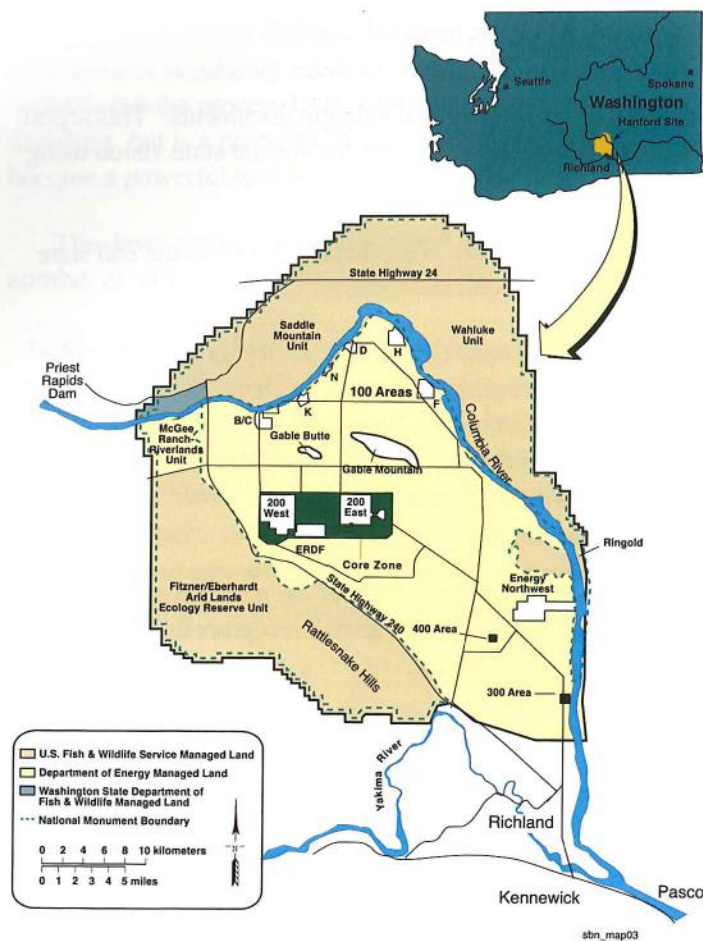 Seattle
Spokane
Washington
Hanford Site
Richland
State Highway 24
Saddle
Mountain
Unit
Wahluke
Unit
Priest
Rapids
Dam
D
H
N
100 Areas
F
K
B/C
McGee
Ranch-
Riverlands
Unit
Gable Butte
Gable Mountain
Columbia River
200
West
200
East
ERDF
Core Zone
Ringold
Energy
Northwest
Fitzner/Eberhardt
Arid Lands
Ecology Reserve Unit
State Highway 240
Rattlesnake Hills
400 Area
300 Area
U.S. Fish & Wildlife Service Managed Land
Department of Energy Managed Land
Washington State Department of
Fish & Wildlife Managed Land
National Monument Boundary
N
0 2 4 6 8 10 kilometers
0 1 2 3 4 5 miles
Yakima River
Richland
Kennewick
Pasco
sbn_map03